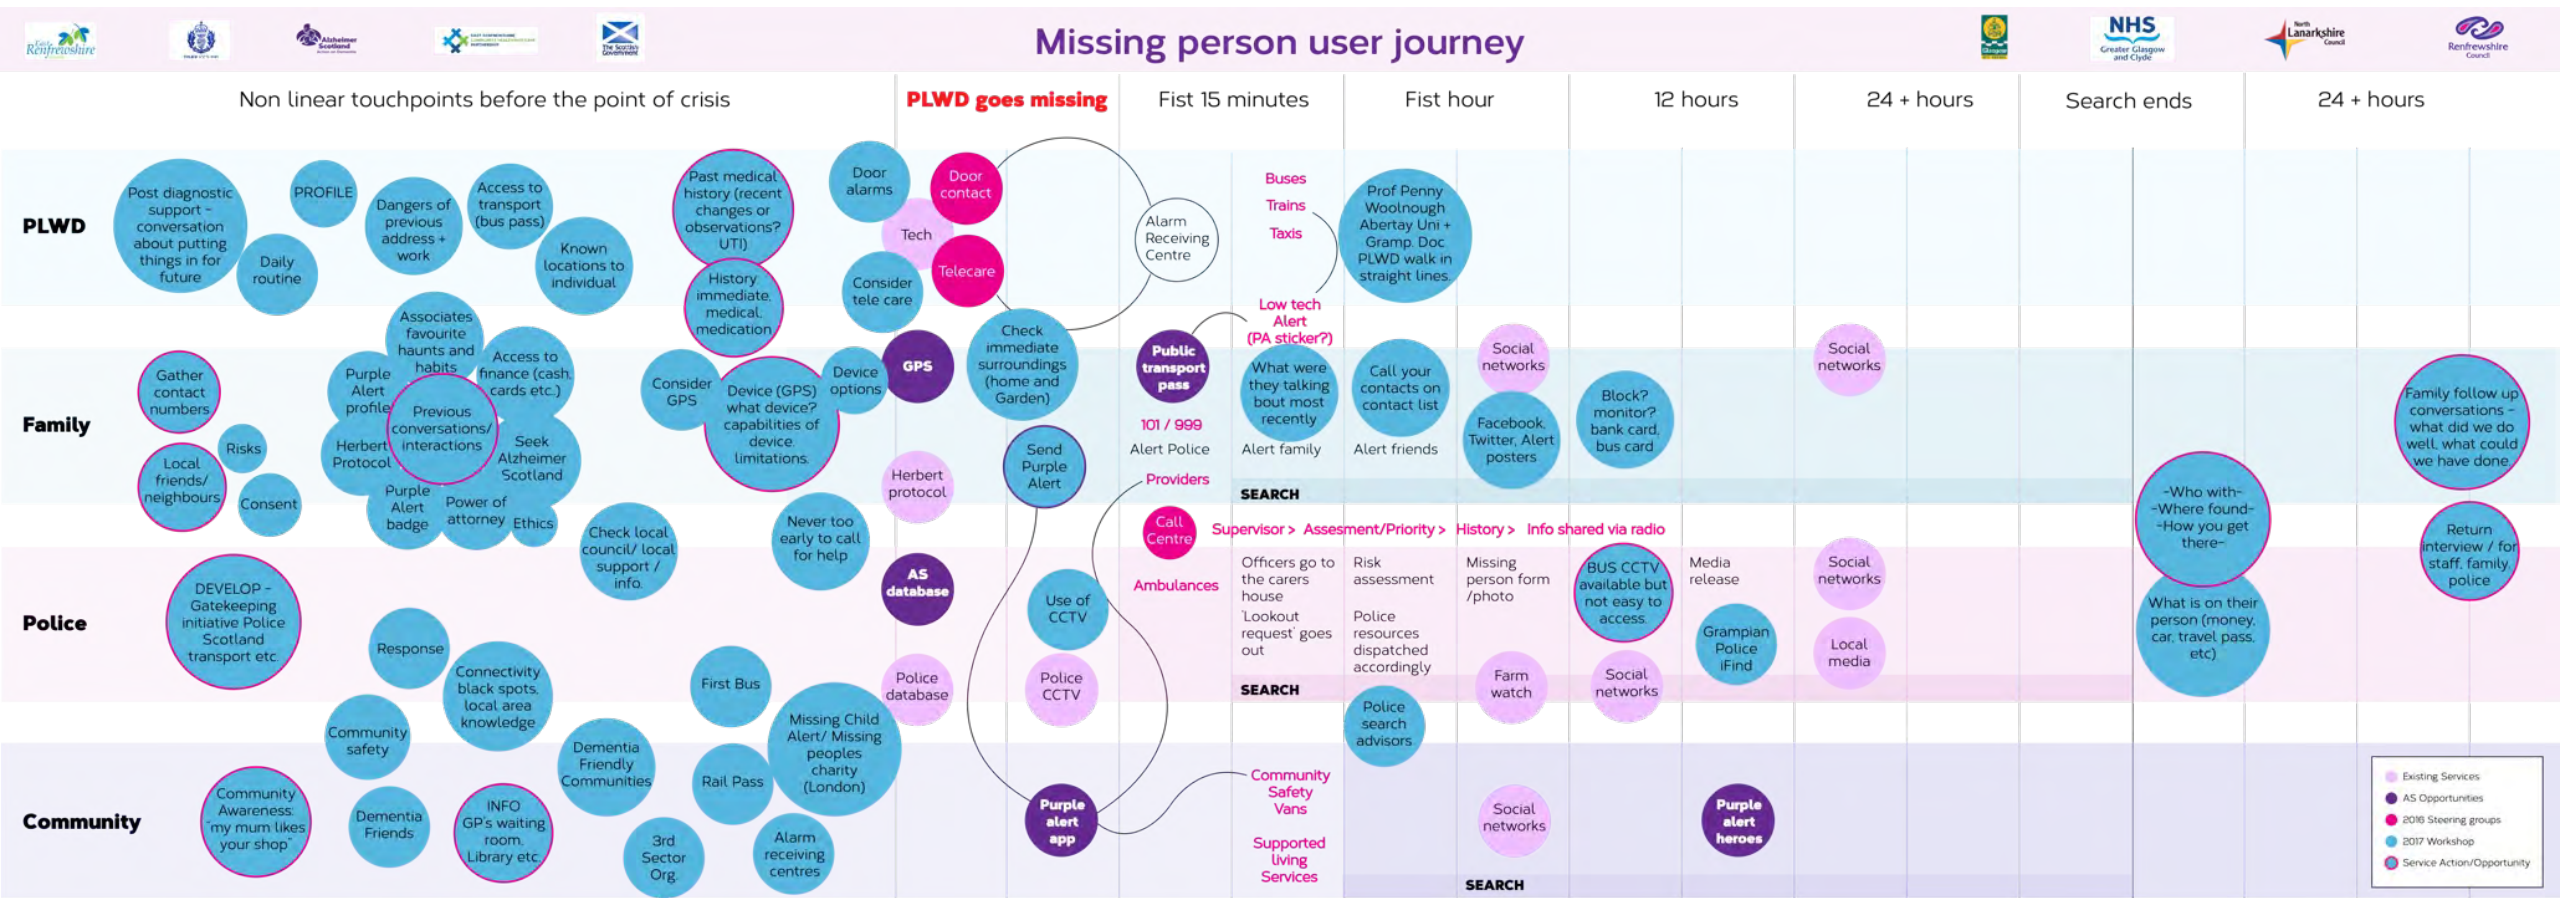 East
Renfrewshire
Alzheimer
Scotland
The Scottish
Government
Missing person user journey
Glasgow
NHS
Greater Glasgow
and Clyde
North
Lanarkshire
Council
Renfrewshire
Council
Non linear touchpoints before the point of crisis
PLWD goes missing
Fist 15 minutes
Fist hour
12 hours
24 + hours
Search ends
24 + hours
PLWD
Post diagnostic
support -
conversation
about putting
things in for
future
Daily
routine
PROFILE
Dangers of
previous
address +
work
Access to
transport
(bus pass)
Known
locations to
individual
Past medical
history (recent
changes or
observations?
UTI)
History
immediate,
medical,
medication
Door
alarms
Tech
Consider
tele care
Door
contact
Telecare
Alarm
Receiving
Centre
Buses
Trains
Taxis
Low tech
Alert
(PA sticker?)
Prof Penny
Woolnough
Abertay Uni +
Gramp. Doc
PLWD walk in
straight lines.
Family
Gather
contact
numbers
Local
friends/
neighbours
Risks
Consent
Associates
favourite
haunts and
habits
Purple
Alert
profile
Access to
finance (cash,
cards etc.)
Previous
conversations/
interactions
Herbert
Protocol
Seek
Alzheimer
Scotland
Purple
Alert
badge
Power of
attorney
Ethics
Check local
council/ local
support /
info.
Consider
GPS
Device (GPS)
what device?
capabilities of
device.
limitations.
Device
options
Never too
early to call
for help
GPS
Herbert
protocol
Check
immediate
surroundings
(home and
Garden)
Send
Purple
Alert
Public
transport
pass
101 / 999
Alert Police
Providers
What were
they talking
bout most
recently
Alert family
SEARCH
Call your
contacts on
contact list
Alert friends
Social
networks
Facebook,
Twitter, Alert
posters
Block?
monitor?
bank card,
bus card
Social
networks
-Who with-
-Where found-
-How you get
there-
Family follow up
conversations -
what did we do
well, what could
we have done.
Call
Centre
Supervisor > Assesment/Priority > History > Info shared via radio
Police
DEVELOP -
Gatekeeping
initiative Police
Scotland
transport etc.
Response
Connectivity
black spots,
local area
knowledge
First Bus
AS
database
Police
database
Use of
CCTV
Police
CCTV
Ambulances
Officers go to
the carers
house
'Lookout
request' goes
out
SEARCH
Risk
assessment
Police
resources
dispatched
accordingly
Police
search
advisors
Missing
person form
/photo
Farm
watch
BUS CCTV
available but
not easy to
access.
Social
networks
Media
release
Grampian
Police
iFind
Social
networks
Local
media
What is on their
person (money,
car, travel pass,
etc)
Return
interview / for
staff, family,
police
Community
Community
Awareness:
"my mum likes
your shop"
Community
safety
Dementia
Friends
INFO
GP's waiting
room.
Library etc.
Dementia
Friendly
Communities
3rd
Sector
Org.
Rail Pass
Missing Child
Alert/ Missing
peoples
charity
(London)
Alarm
receiving
centres
Purple
alert
app
Community
Safety
Vans
Supported
living
Services
Social
networks
SEARCH
Purple
alert
heroes
Existing Services
AS Opportunities
2016 Steering groups
2017 Workshop
Service Action/Opportunity